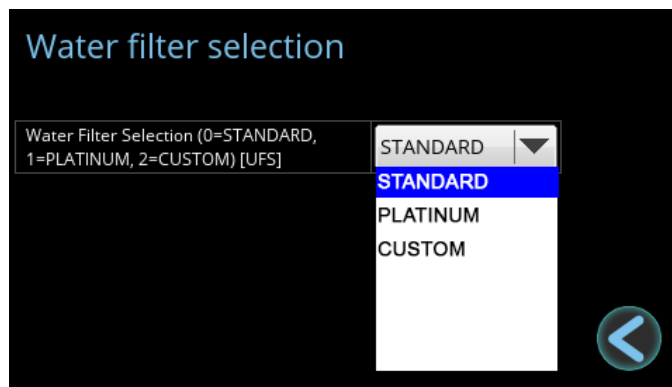 Water filter selection
Water Filter Selection (0=STANDARD,
1=PLATINUM, 2=CUSTOM) [UFS]
STANDARD
STANDARD
PLATINUM
CUSTOM